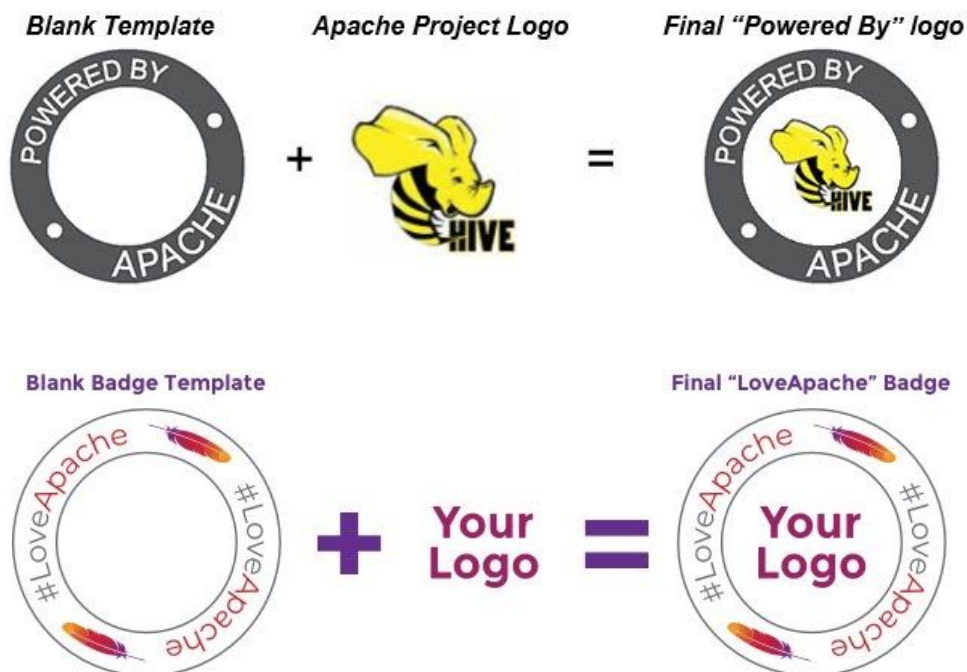 Blank Template
Apache Project Logo
Final “Powered By” logo
POWERED BY
APACHE
+
HIVE
=
POWERED BY
HIVE
APACHE
Blank Badge Template
Final “LoveApache” Badge
#LoveApache
#LoveApache
+
Your
Logo
=
#LoveApache
#LoveApache
Your
Logo